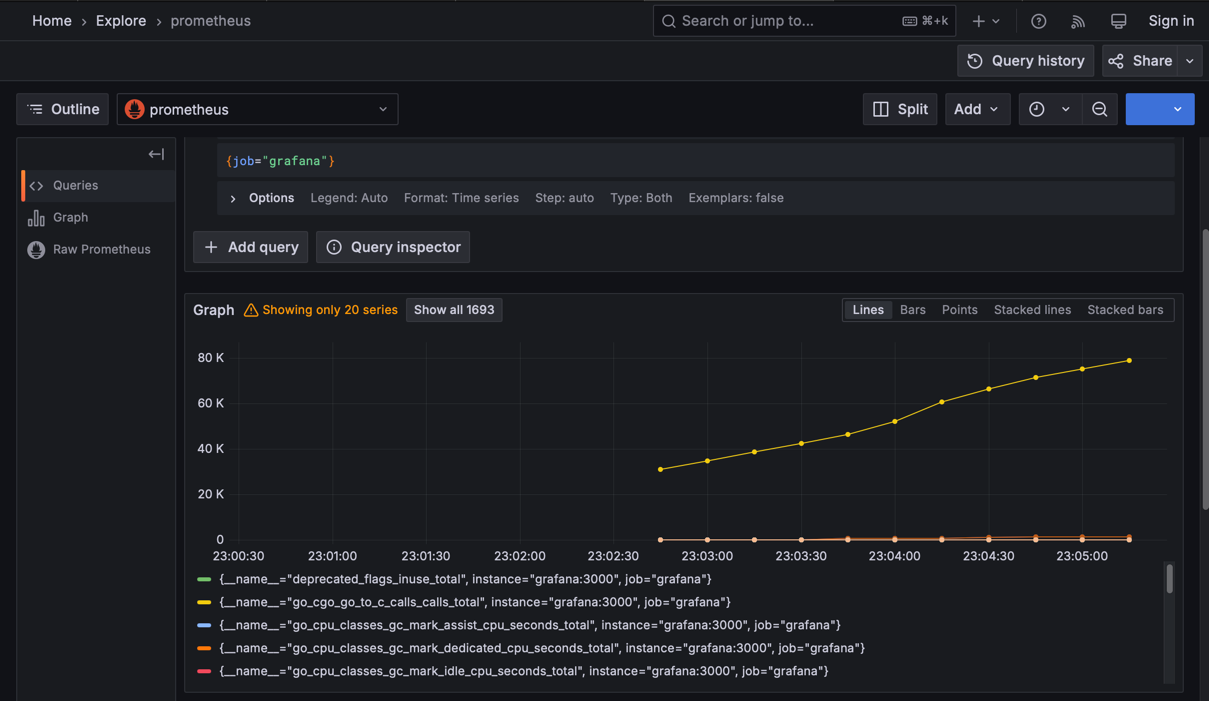 Home › Explore › prometheus
Search or jump to... ⌘+k
Sign in
Query history
Share
Outline
prometheus
Split
Add
Queries
Graph
Raw Prometheus
{job="grafana"}
Options Legend: Auto Format: Time series Step: auto Type: Both Exemplars: false
+ Add query
Query inspector
Graph Showing only 20 series Show all 1693
Lines Bars Points Stacked lines Stacked bars
80 K
60 K
40 K
20 K
0
23:00:30 23:01:00 23:01:30 23:02:00 23:02:30 23:03:00 23:03:30 23:04:00 23:04:30 23:05:00
{__name__="deprecated_flags_inuse_total", instance="grafana:3000", job="grafana"}
{__name__="go_cgo_go_to_c_calls_calls_total", instance="grafana:3000", job="grafana"}
{__name__="go_cpu_classes_gc_mark_assist_cpu_seconds_total", instance="grafana:3000", job="grafana"}
{__name__="go_cpu_classes_gc_mark_dedicated_cpu_seconds_total", instance="grafana:3000", job="grafana"}
{__name__="go_cpu_classes_gc_mark_idle_cpu_seconds_total", instance="grafana:3000", job="grafana"}